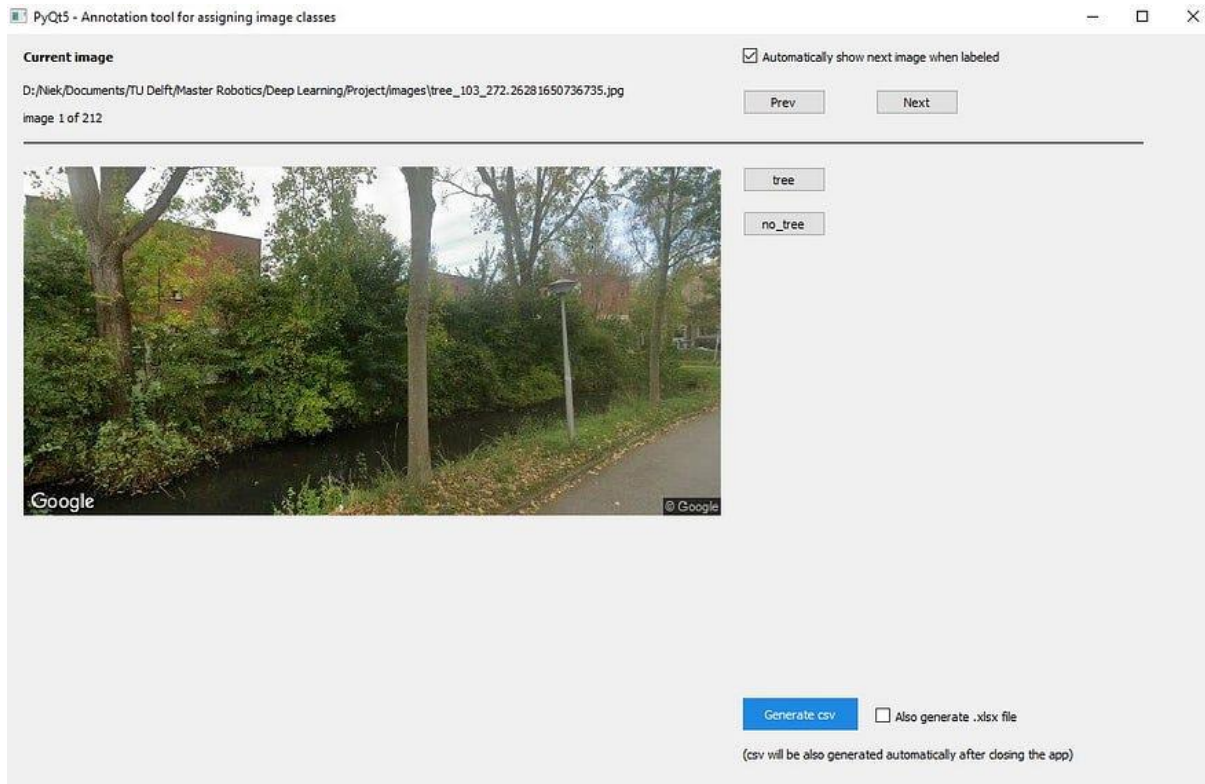 PyQt5 - Annotation tool for assigning image classes
Current image
Automatically show next image when labeled
D:/Niek/Documents/TU Delft/Master Robotics/Deep Learning/Project/images\tree_103_272.26281650736735.jpg
Prev
Next
image 1 of 212
tree
no_tree
Google
© Google
Generate csv
Also generate .xlsx file
(csv will be also generated automatically after closing the app)